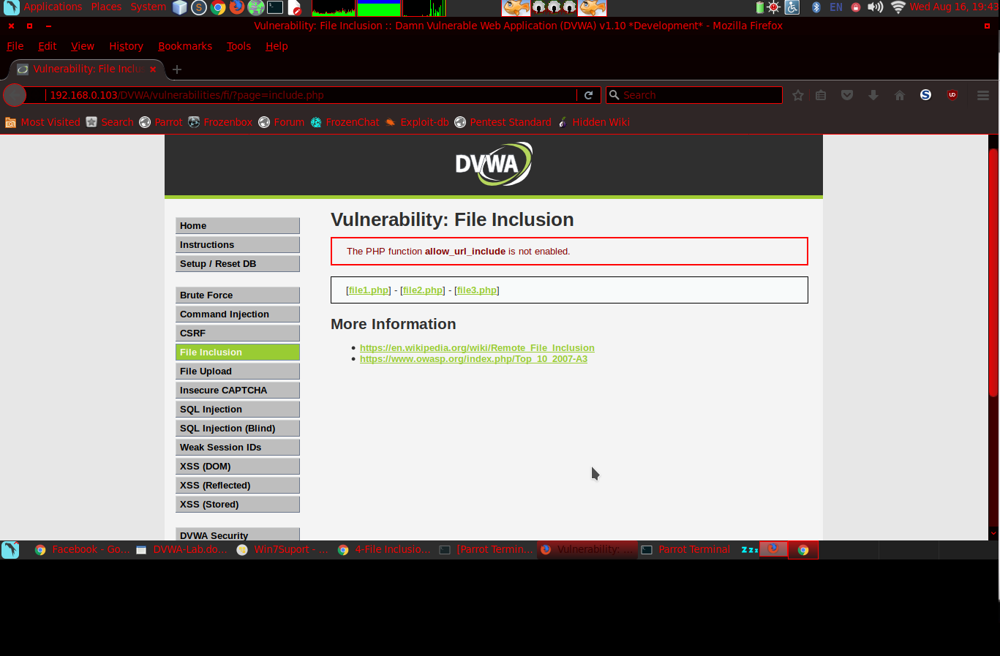 Applications Places System EN Wed Aug 16, 19:43
Vulnerability: File Inclusion :: Damn Vulnerable Web Application (DVWA) v1.10 *Development* - Mozilla Firefox
File Edit View History Bookmarks Tools Help
Vulnerability: File Inclu
192.168.0.103/DVWA/vulnerabilities/fi/?page=include.php Search
Most Visited Search Parrot Frozenbox Forum FrozenChat Exploit-db Pentest Standard Hidden Wiki
DVWA
Home
Instructions
Setup / Reset DB
Brute Force
Command Injection
CSRF
File Inclusion
File Upload
Insecure CAPTCHA
SQL Injection
SQL Injection (Blind)
Weak Session IDs
XSS (DOM)
XSS (Reflected)
XSS (Stored)
DVWA Security
Vulnerability: File Inclusion
The PHP function allow_url_include is not enabled.
[file1.php] - [file2.php] - [file3.php]
More Information
https://en.wikipedia.org/wiki/Remote_File_Inclusion
https://www.owasp.org/index.php/Top_10_2007-A3
Facebook - Go... DVWA-Lab.do... Win7Suport - ... 4-File Inclusio... [Parrot Termin... Vulnerability: ... Parrot Terminal zzz